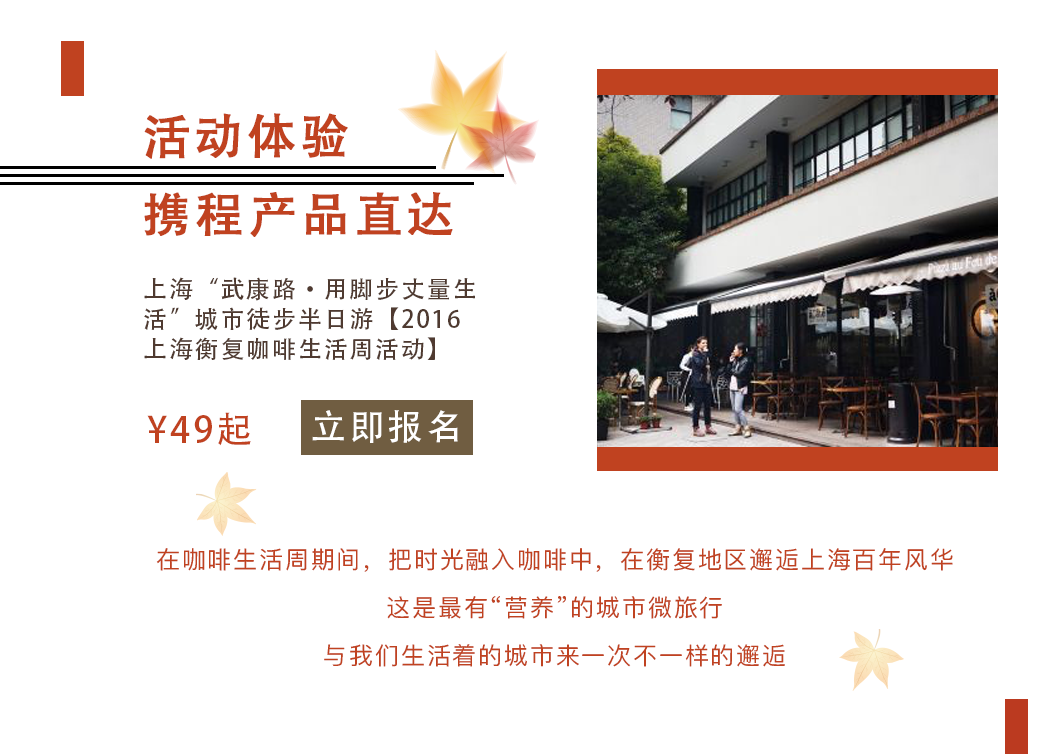 活动体验
携程产品直达
上海“武康路·用脚步丈量生
活”城市徒步半日游【2016
上海衡复咖啡生活周活动】
¥49起
立即报名
Pizza au Feu de
在咖啡生活周期间，把时光融入咖啡中，在衡复地区邂逅上海百年风华
这是最有“营养”的城市微旅行
与我们生活着的城市来一次不一样的邂逅